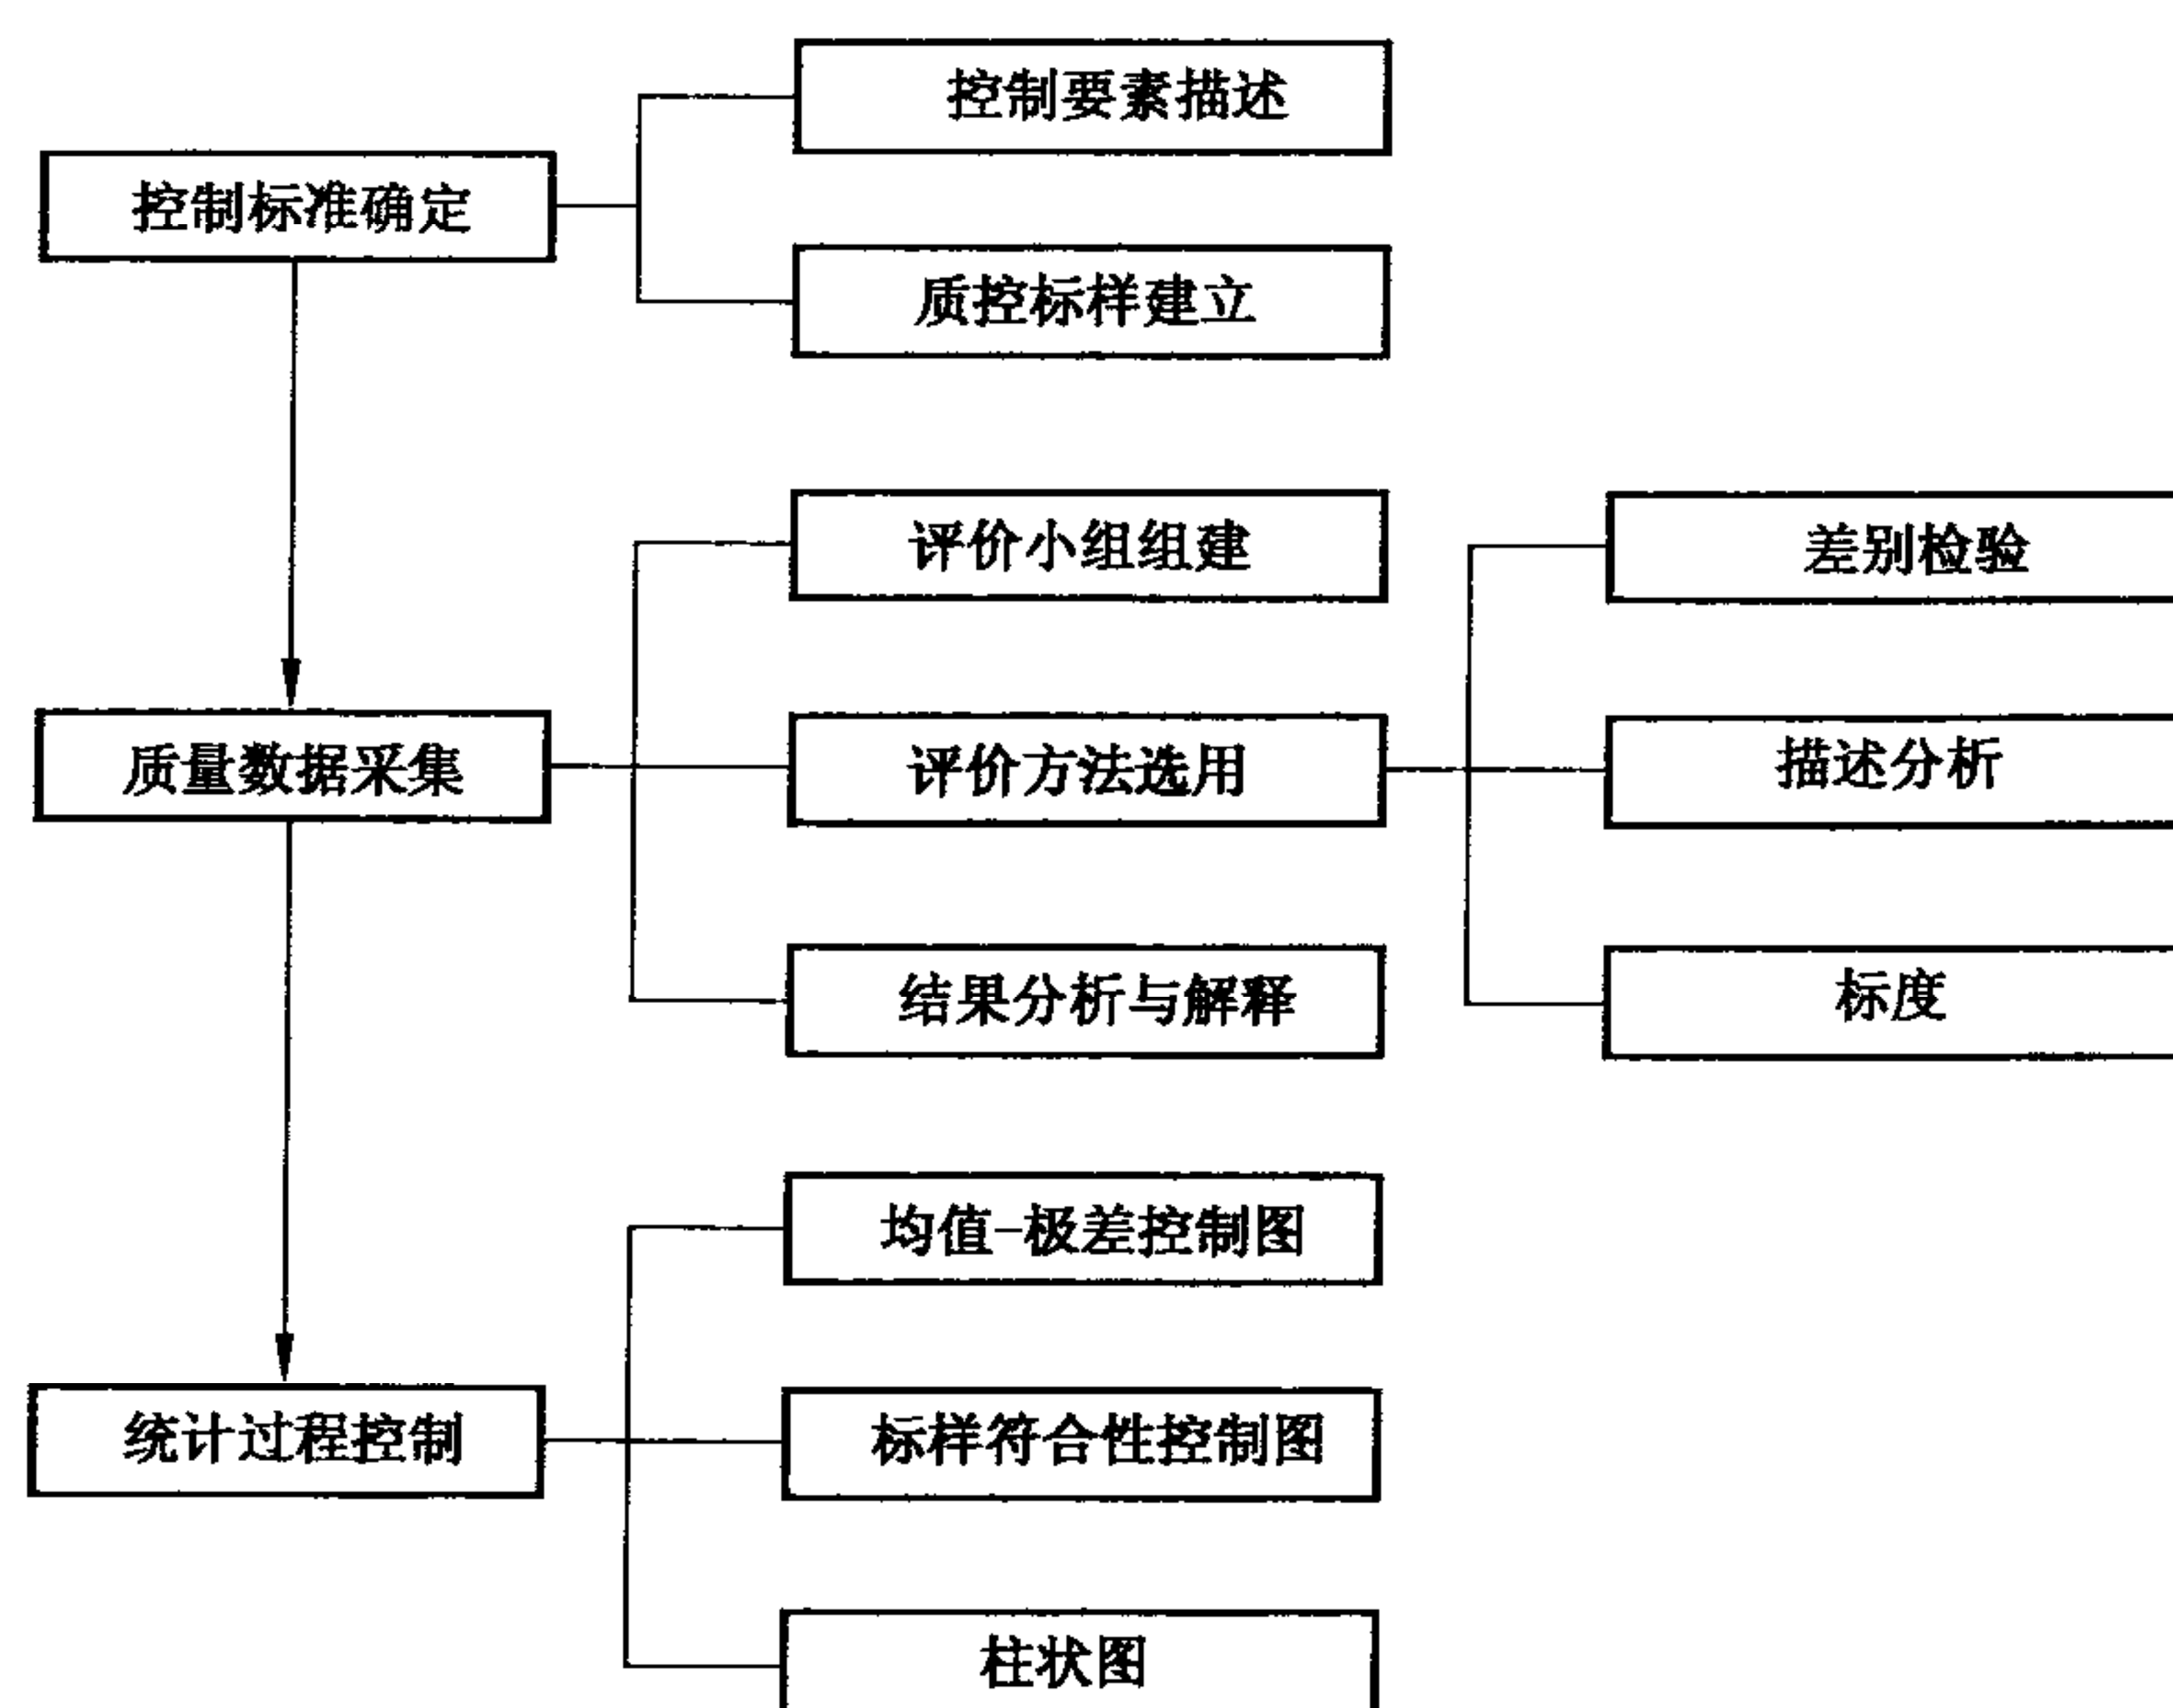 控制要素描述
控制标准确定
质控标样建立
评价小组组建
差别检验
质量数据采集
评价方法选用
描述分析
结果分析与解释
标度
均值-极差控制图
统计过程控制
标样符合性控制图
柱状图